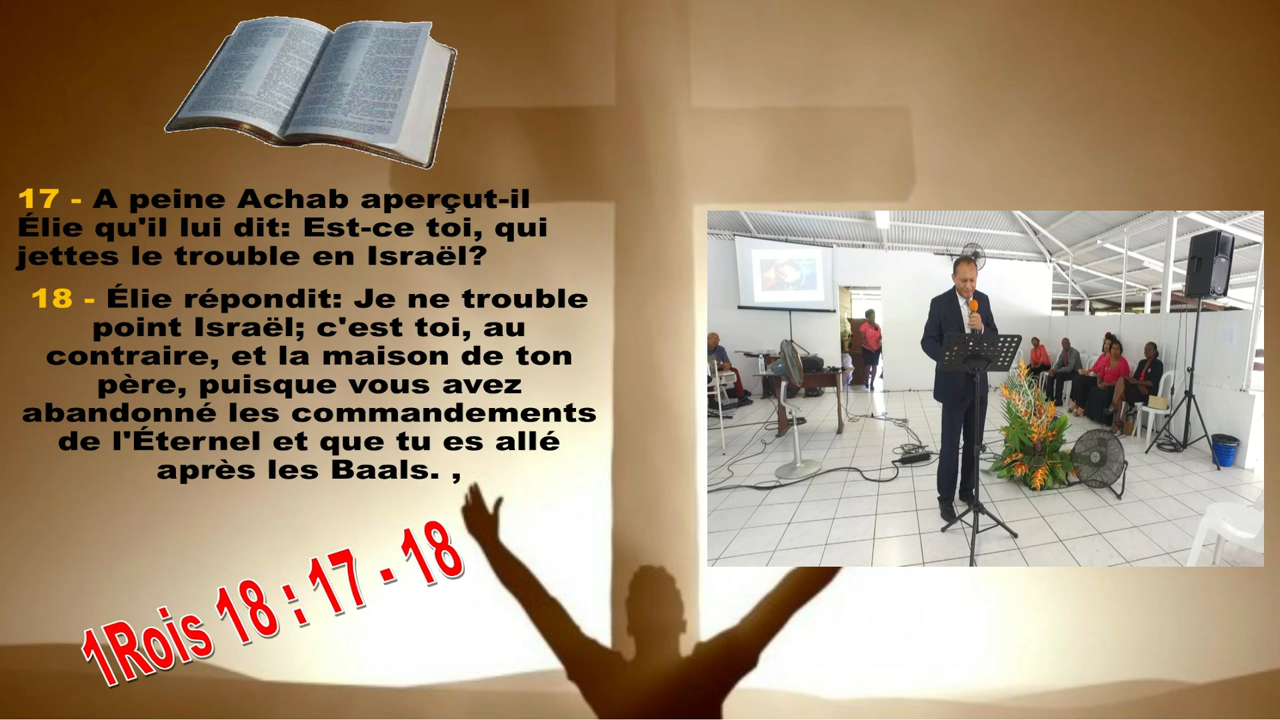 17 - A peine Achab aperçut-il
Élie qu'il lui dit: Est-ce toi, qui
jettes le trouble en Israël?
18 - Élie répondit: Je ne trouble
point Israël; c'est toi, au
contraire, et la maison de ton
père, puisque vous avez
abandonné les commandements
de l'Éternel et que tu es allé
après les Baals. ,
1Rois 18 : 17 - 18